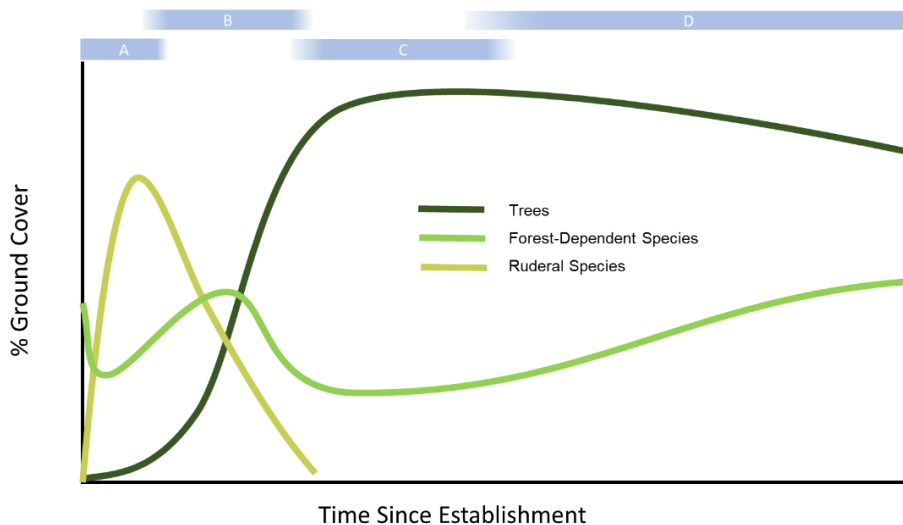 B
D
A
C
% Ground Cover
Trees
Forest-Dependent Species
Ruderal Species
Time Since Establishment